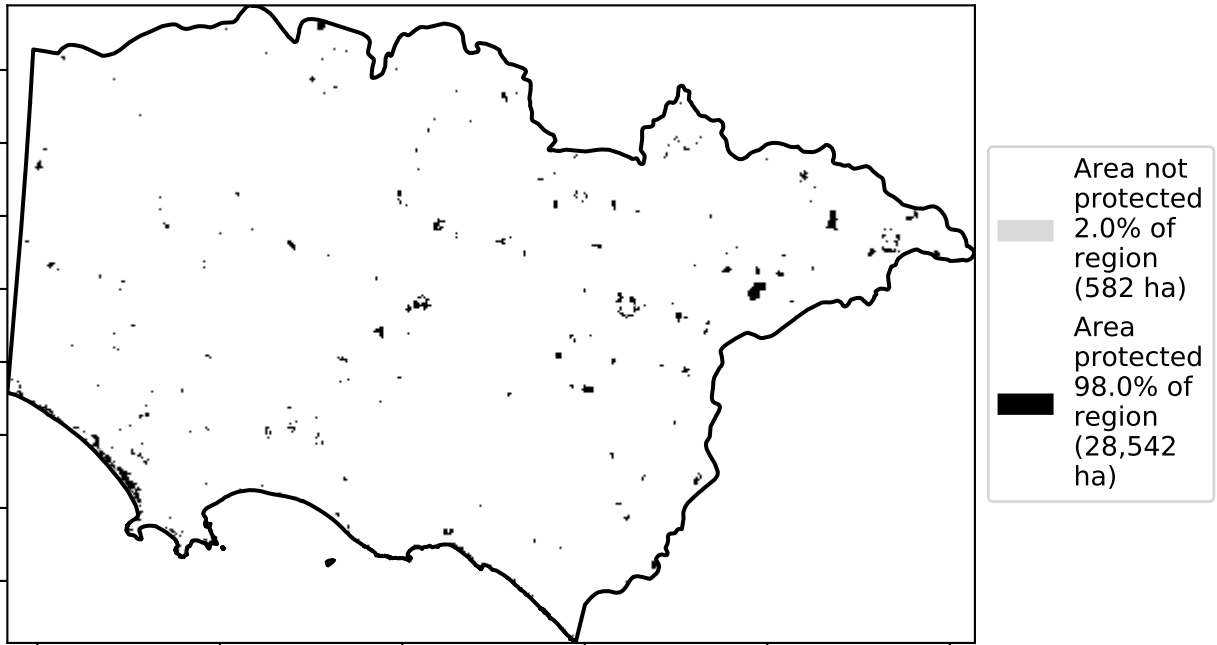 Area not
protected
2.0% of
region
(582 ha)
Area
protected
98.0% of
region
(28,542
ha)